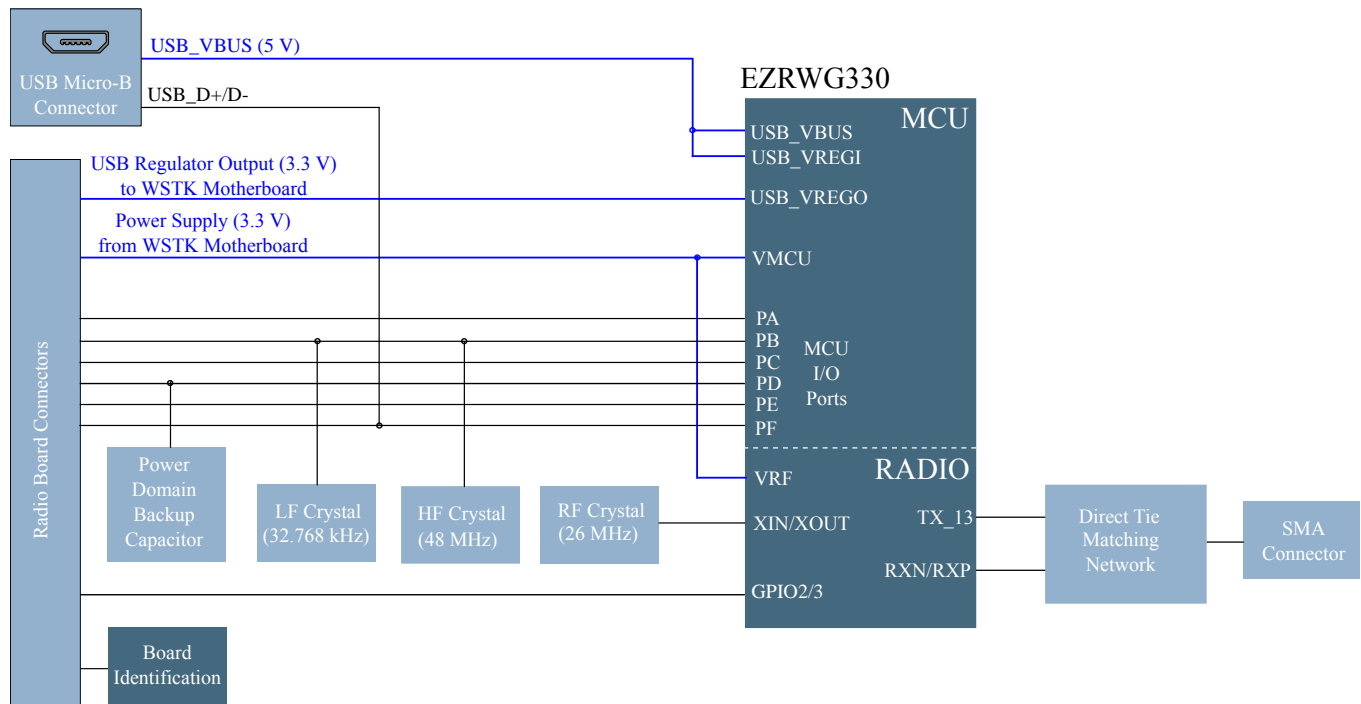 USB Micro-B
Connector
USB_VBUS (5 V)
USB_D+/D-
USB Regulator Output (3.3 V)
to WSTK Motherboard
Power Supply (3.3 V)
from WSTK Motherboard
Radio Board Connectors
EZRWG330
MCU
USB_VBUS
USB_VREGI
USB_VREGO
VMCU
PA
PB
PC
PD
PE
PF
MCU
I/O
Ports
RADIO
VRF
XIN/XOUT
GPIO2/3
TX_13
RXN/RXP
Power
Domain
Backup
Capacitor
LF Crystal
(32.768 kHz)
HF Crystal
(48 MHz)
RF Crystal
(26 MHz)
Direct Tie
Matching
Network
SMA
Connector
Board
Identification